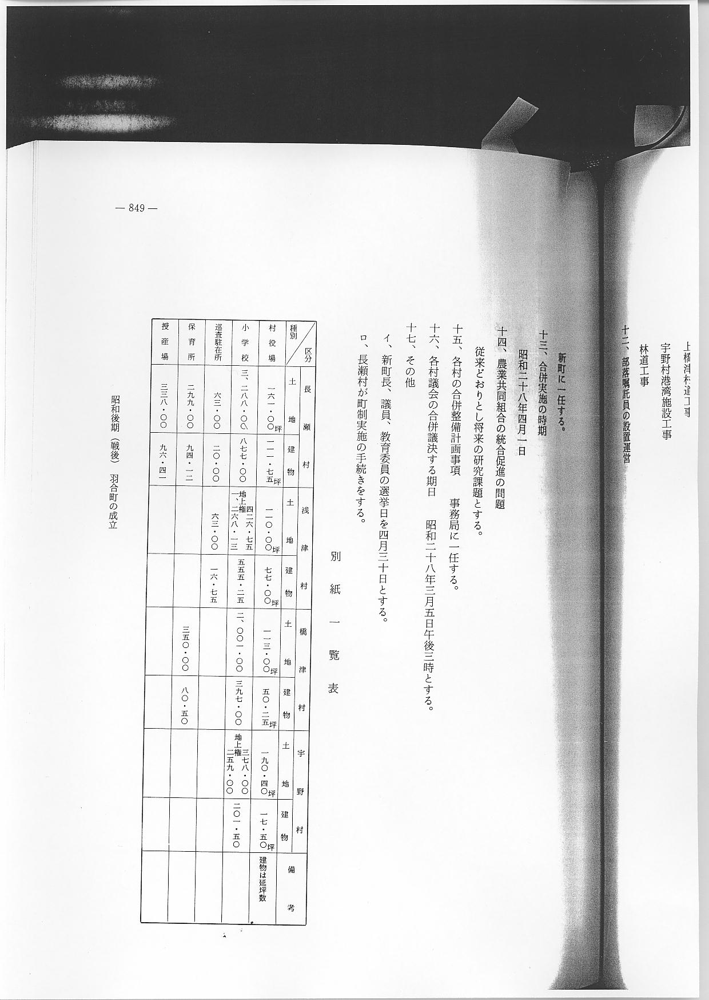 上橋津村道工事
宇野村港湾施設工事
林道工事
十二、部落嘱託員の設置運営
新町に一任する。
十三、合併実施の時期
昭和二十八年四月一日
十四、農業共同組合の統合促進の問題
従来どおりとし将来の研究課題とする。
十五、各村の合併整備計画事項 事務局に一任する。
十六、各村議会の合併議決する期日 昭和二十八年三月五日午後三時とする。
十七、その他
イ、新町長、議員、教育委員の選挙日を四月三十日とする。
ロ、長瀬村が町制実施の手続きをする。
別紙一覧表
区分 長瀬村 浅津村 橋津村 宇野村 備考
種別 土地 建物 土地 建物 土地 建物 土地 建物
村役場 一六一・〇〇坪 一一一・七五坪 一一〇・〇〇坪 七七・〇〇坪 一一三・〇〇坪 五〇・二五坪 一九〇・四〇坪 一七・五〇坪 建物は延坪数
小学校 三、二八八・〇〇 八七七・〇〇 四二六・七五 地上権 一、二六八・一三 五五五・二五 二、〇〇一・〇〇 三九七・〇〇 三七八・〇〇 地上権 二五九・〇〇 二〇一・五〇
巡査駐在所 六三・〇〇 二〇・〇〇 六三・〇〇 一六・七五
保育所 二九九・〇〇 九四・一二 三五〇・〇〇 八〇・五〇
授産場 三三八・〇〇 九六・四一
昭和後期（戦後） 羽合町の成立
— 849 —